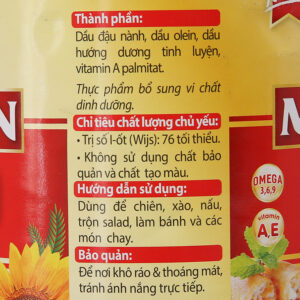 Thành phần:
Dầu đậu nành, dầu olein, dầu
hướng dương tinh luyện,
vitamin A palmitat.
Thực phẩm bổ sung vi chất
dinh dưỡng.
Chỉ tiêu chất lượng chủ yếu:
• Trị số I-ốt (Wijs): 76 tối thiểu.
• Không sử dụng chất bảo
quản và chất tạo màu.
Hướng dẫn sử dụng:
Dùng để chiên, xào, nấu,
trộn salad, làm bánh và các
món chay.
Bảo quản:
Để nơi khô ráo & thoáng mát,
tránh ánh nắng trực tiếp.
N
M
OMEGA
3,6,9
vitamin
A,E